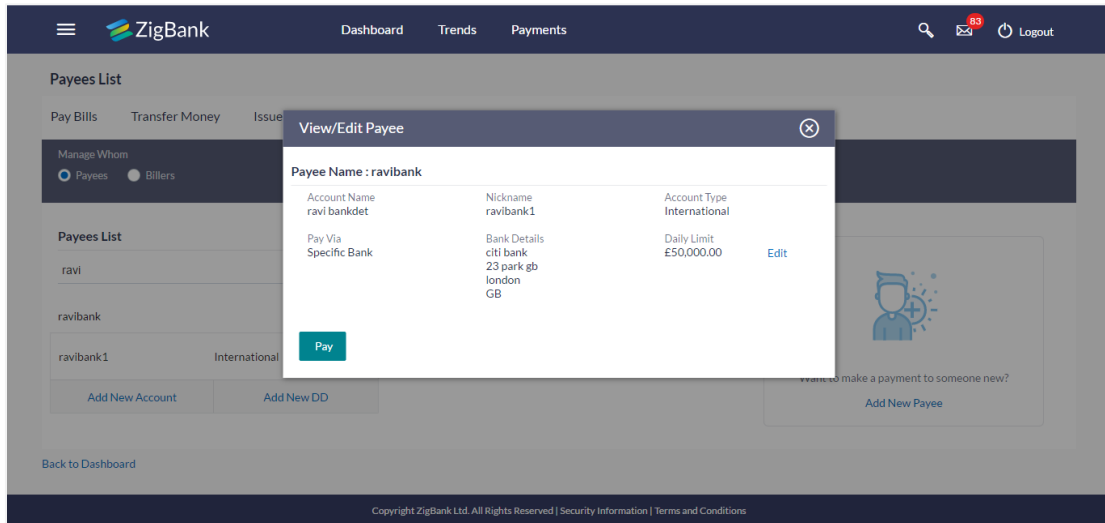 ZigBank
Dashboard Trends Payments
83
Logout
Payees List
Pay Bills Transfer Money Issue
Manage Whom
Payees Billers
Payees List
ravi
ravibank
ravibank1 International
Add New Account Add New DD
View/Edit Payee
Payee Name : ravibank
Account Name Nickname Account Type
ravi bankdet ravibank1 International
Pay Via Bank Details Daily Limit
Specific Bank citi bank £50,000.00 Edit
23 park gb
london
GB
Pay
Want to make a payment to someone new?
Add New Payee
Back to Dashboard
Copyright ZigBank Ltd. All Rights Reserved | Security Information | Terms and Conditions